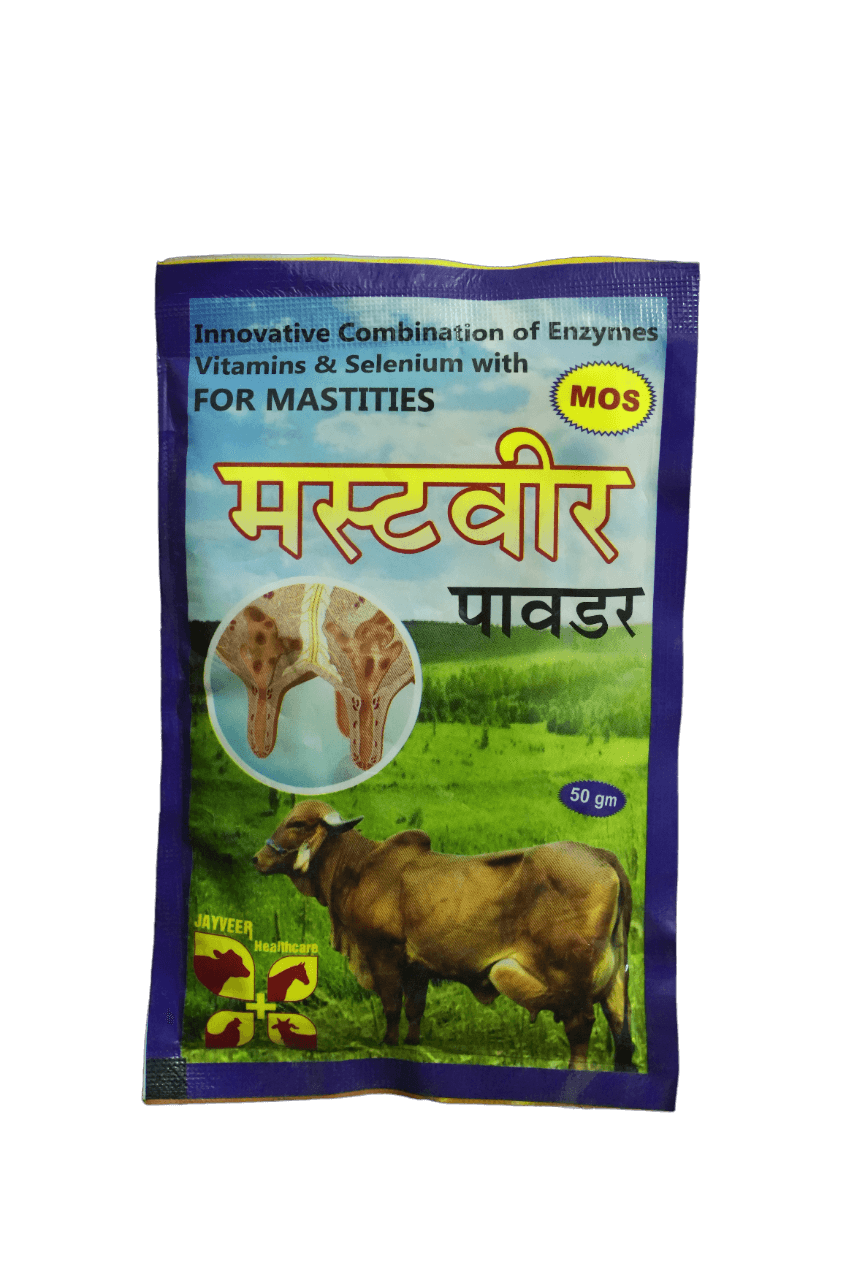 Innovative Combination of Enzymes
Vitamins & Selenium with
FOR MASTITIES
MOS
मस्टवीर
पावडर
50 gm
JAYVEER
Healthcare